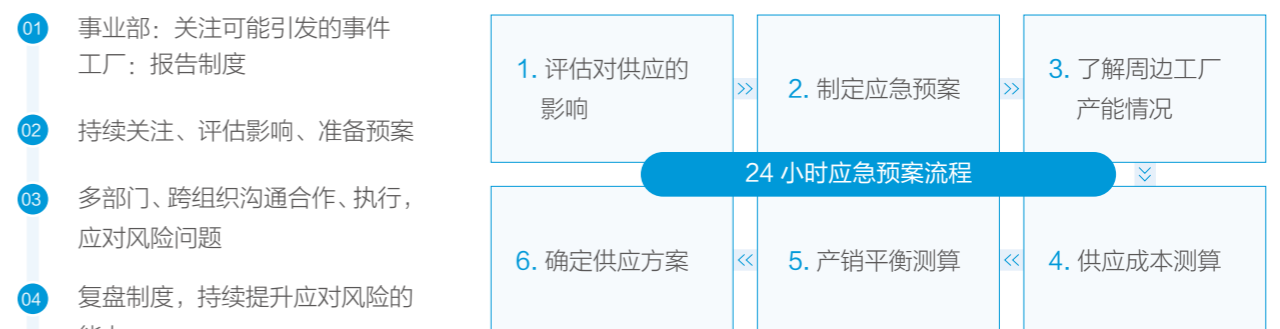 01
事业部：关注可能引发的事件
工厂：报告制度
02
持续关注、评估影响、准备预案
03
多部门、跨组织沟通合作、执行，
应对风险问题
04
复盘制度，持续提升应对风险的
1. 评估对供应的
影响
2. 制定应急预案
3. 了解周边工厂
产能情况
24 小时应急预案流程
4. 供应成本测算
5. 产销平衡测算
6. 确定供应方案